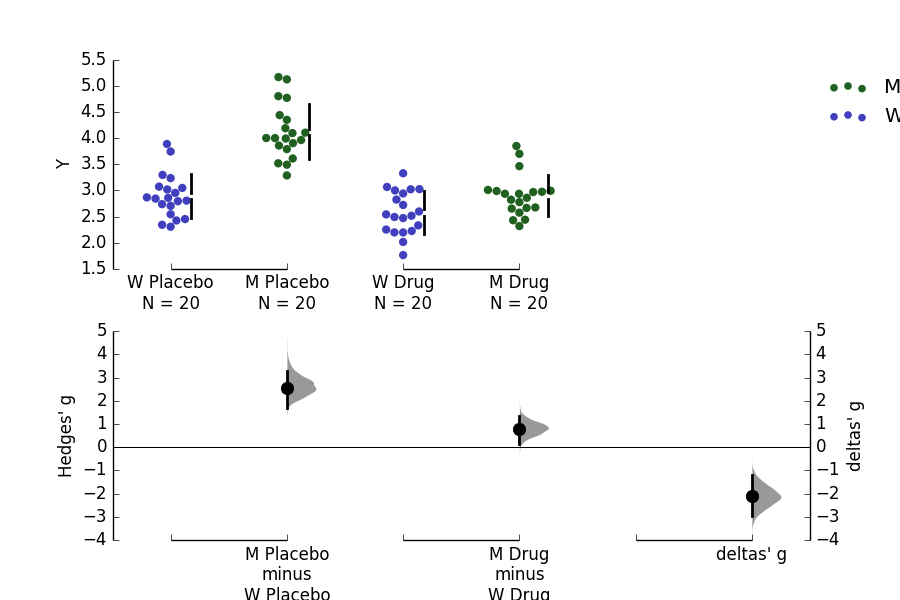 5.5
5.0
4.5
4.0
3.5
3.0
2.5
2.0
1.5
Y
M
W
W Placebo
N = 20
M Placebo
N = 20
W Drug
N = 20
M Drug
N = 20
5
4
3
2
1
0
−1
−2
−3
−4
Hedges' g
5
4
3
2
1
0
−1
−2
−3
−4
deltas' g
M Placebo
minus
W Placebo
M Drug
minus
W Drug
deltas' g